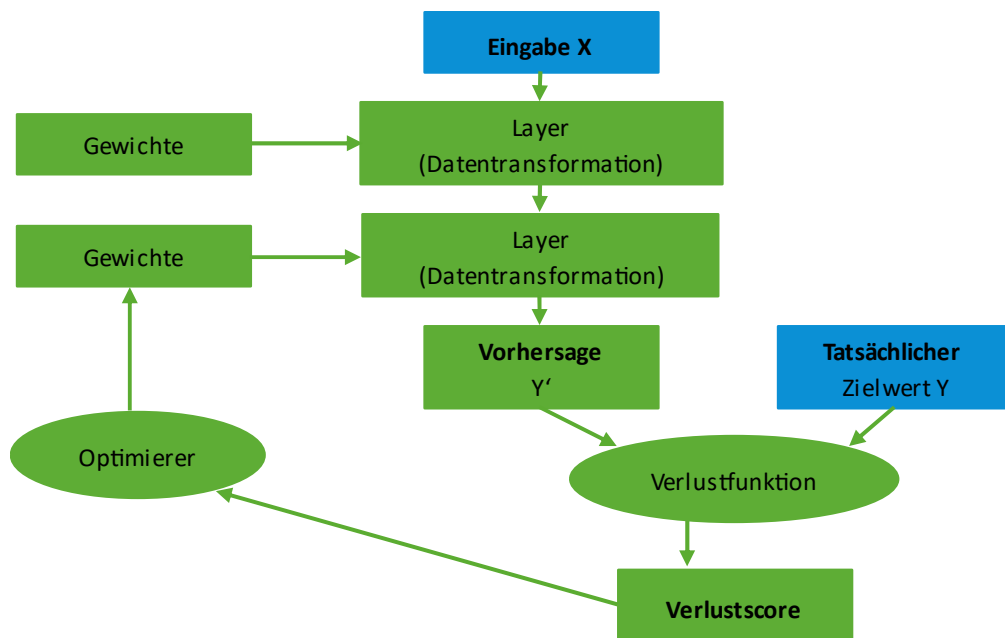 Eingabe X
Gewichte
Layer
(Datentransformation)
Gewichte
Layer
(Datentransformation)
Vorhersage
Y‘
Tatsächlicher
Zielwert Y
Optimierer
Verlustfunktion
Verlustscore